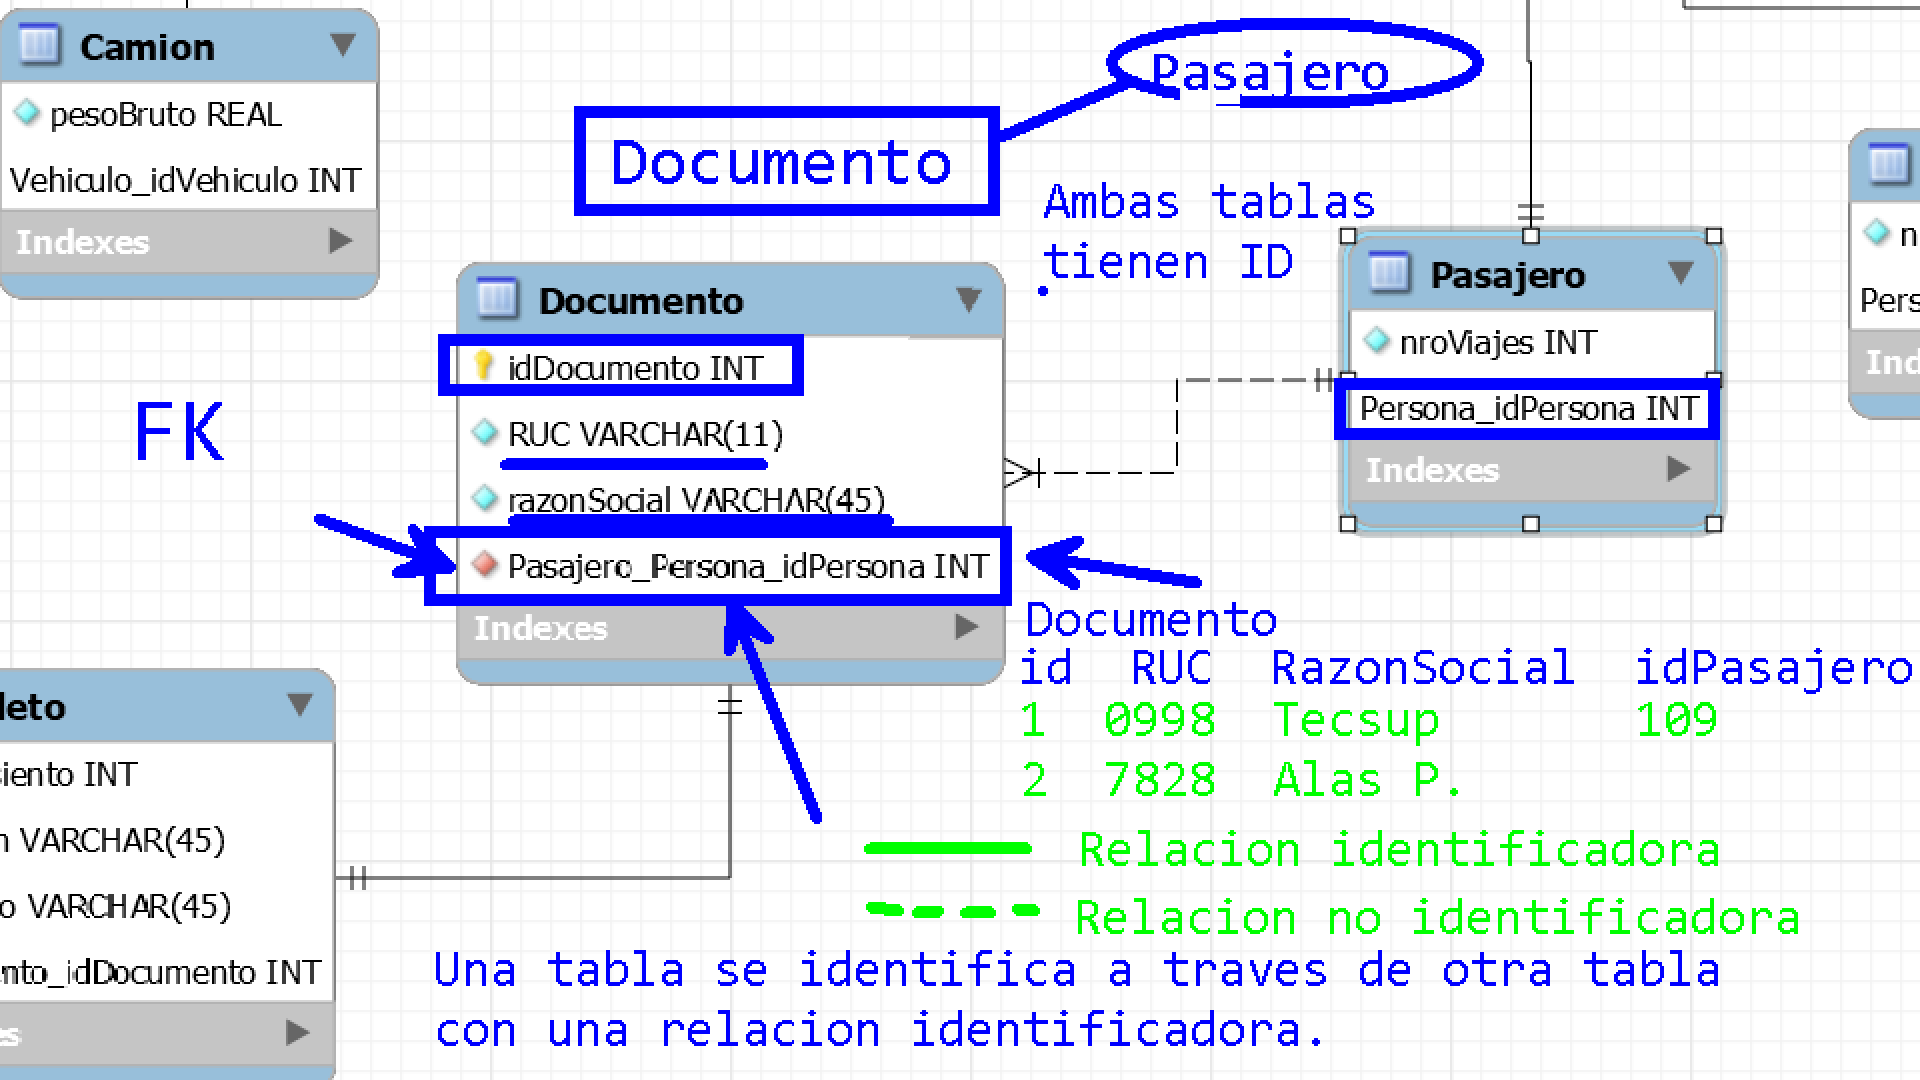 Camion
pesoBruto REAL
Vehiculo_idVehiculo INT
Indexes
Pasajero
Documento
Ambas tablas
tienen ID
Documento
idDocumento INT
RUC VARCHAR(11)
razonSocial VARCHAR(45)
Pasajero_Persona_idPersona INT
Indexes
FK
Pasajero
nroViajes INT
Persona_idPersona INT
Indexes
n
Pers
Ind
leto
iento INT
n VARCHAR(45)
o VARCHAR(45)
nto_idDocumento INT
es
Documento
id RUC RazonSocial idPasajero
1 0998 Tecsup 109
2 7828 Alas P.
Relacion identificadora
Relacion no identificadora
Una tabla se identifica a traves de otra tabla
con una relacion identificadora.